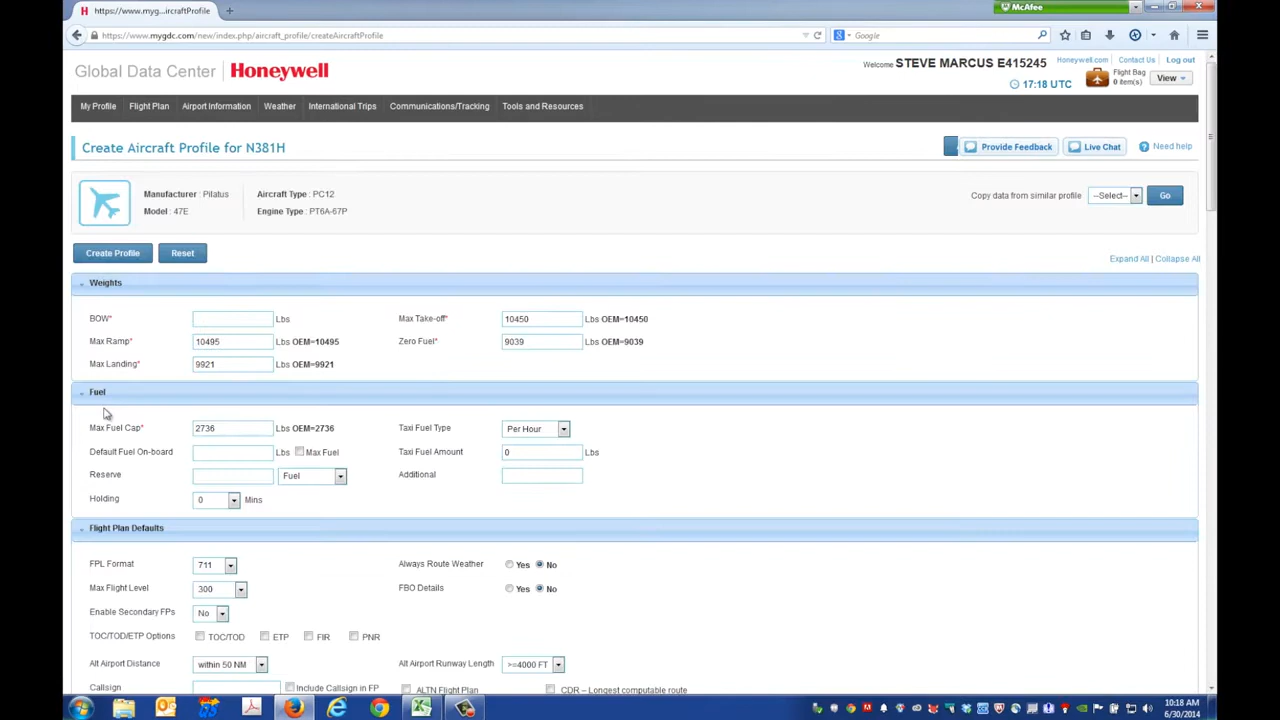 https://www.myg...ircraftProfile
McAfee
https://www.mygdc.com/new/index.php/aircraft_profile/createAircraftProfile
Google
Welcome STEVE MARCUS E415245
Honeywell.com Contact Us Log out
Global Data Center Honeywell
17:18 UTC
Flight Bag
0 item(s)
View
My Profile Flight Plan Airport Information Weather International Trips Communications/Tracking Tools and Resources
Create Aircraft Profile for N381H
Provide Feedback Live Chat Need help
Manufacturer : Pilatus Aircraft Type : PC12
Copy data from similar profile --Select-- Go
Model : 47E Engine Type : PT6A-67P
Create Profile Reset
Expand All | Collapse All
Weights
BOW* Lbs Max Take-off* 10450 Lbs OEM=10450
Max Ramp* 10495 Lbs OEM=10495 Zero Fuel* 9039 Lbs OEM=9039
Max Landing* 9921 Lbs OEM=9921
Fuel
Max Fuel Cap* 2736 Lbs OEM=2736 Taxi Fuel Type Per Hour
Default Fuel On-board Lbs Max Fuel Taxi Fuel Amount 0 Lbs
Reserve Fuel Additional
Holding 0 Mins
Flight Plan Defaults
FPL Format 711 Always Route Weather Yes No
Max Flight Level 300 FBO Details Yes No
Enable Secondary FPs No
TOC/TOD/ETP Options TOC/TOD ETP FIR PNR
Alt Airport Distance within 50 NM Alt Airport Runway Length >=4000 FT
Callsign Include Callsign in FP ALTN Flight Plan CDR – Longest computable route
10:18 AM
6/30/2014